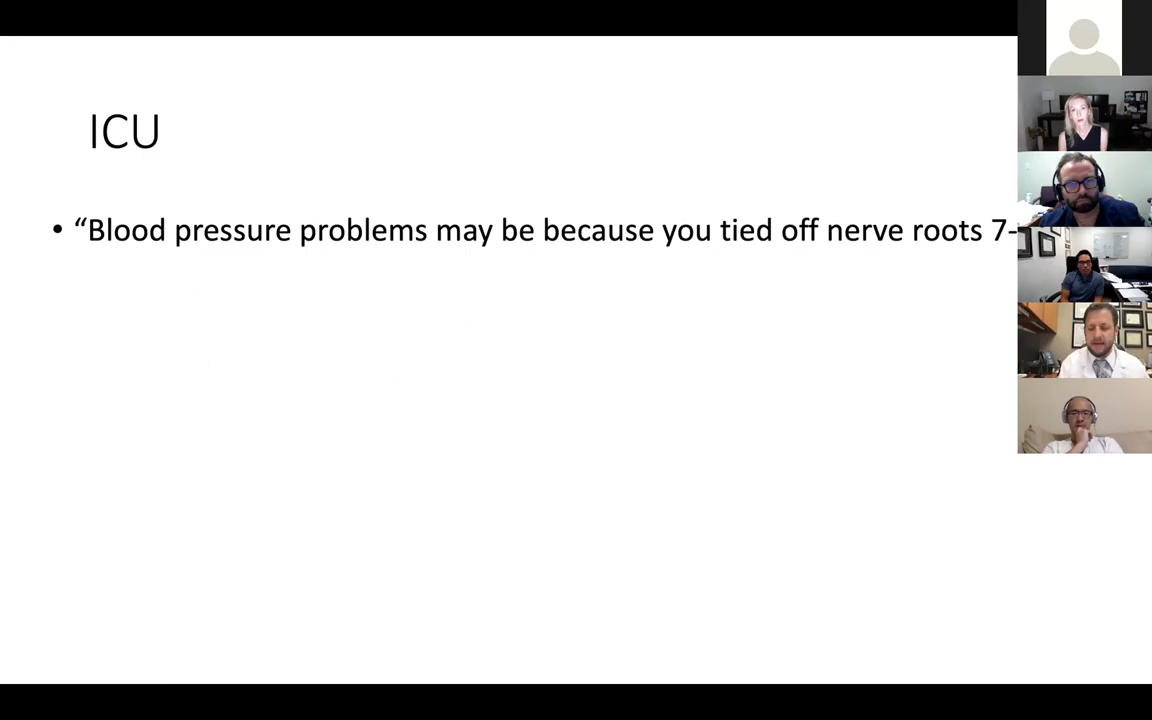 ICU
• “Blood pressure problems may be because you tied off nerve roots 7-